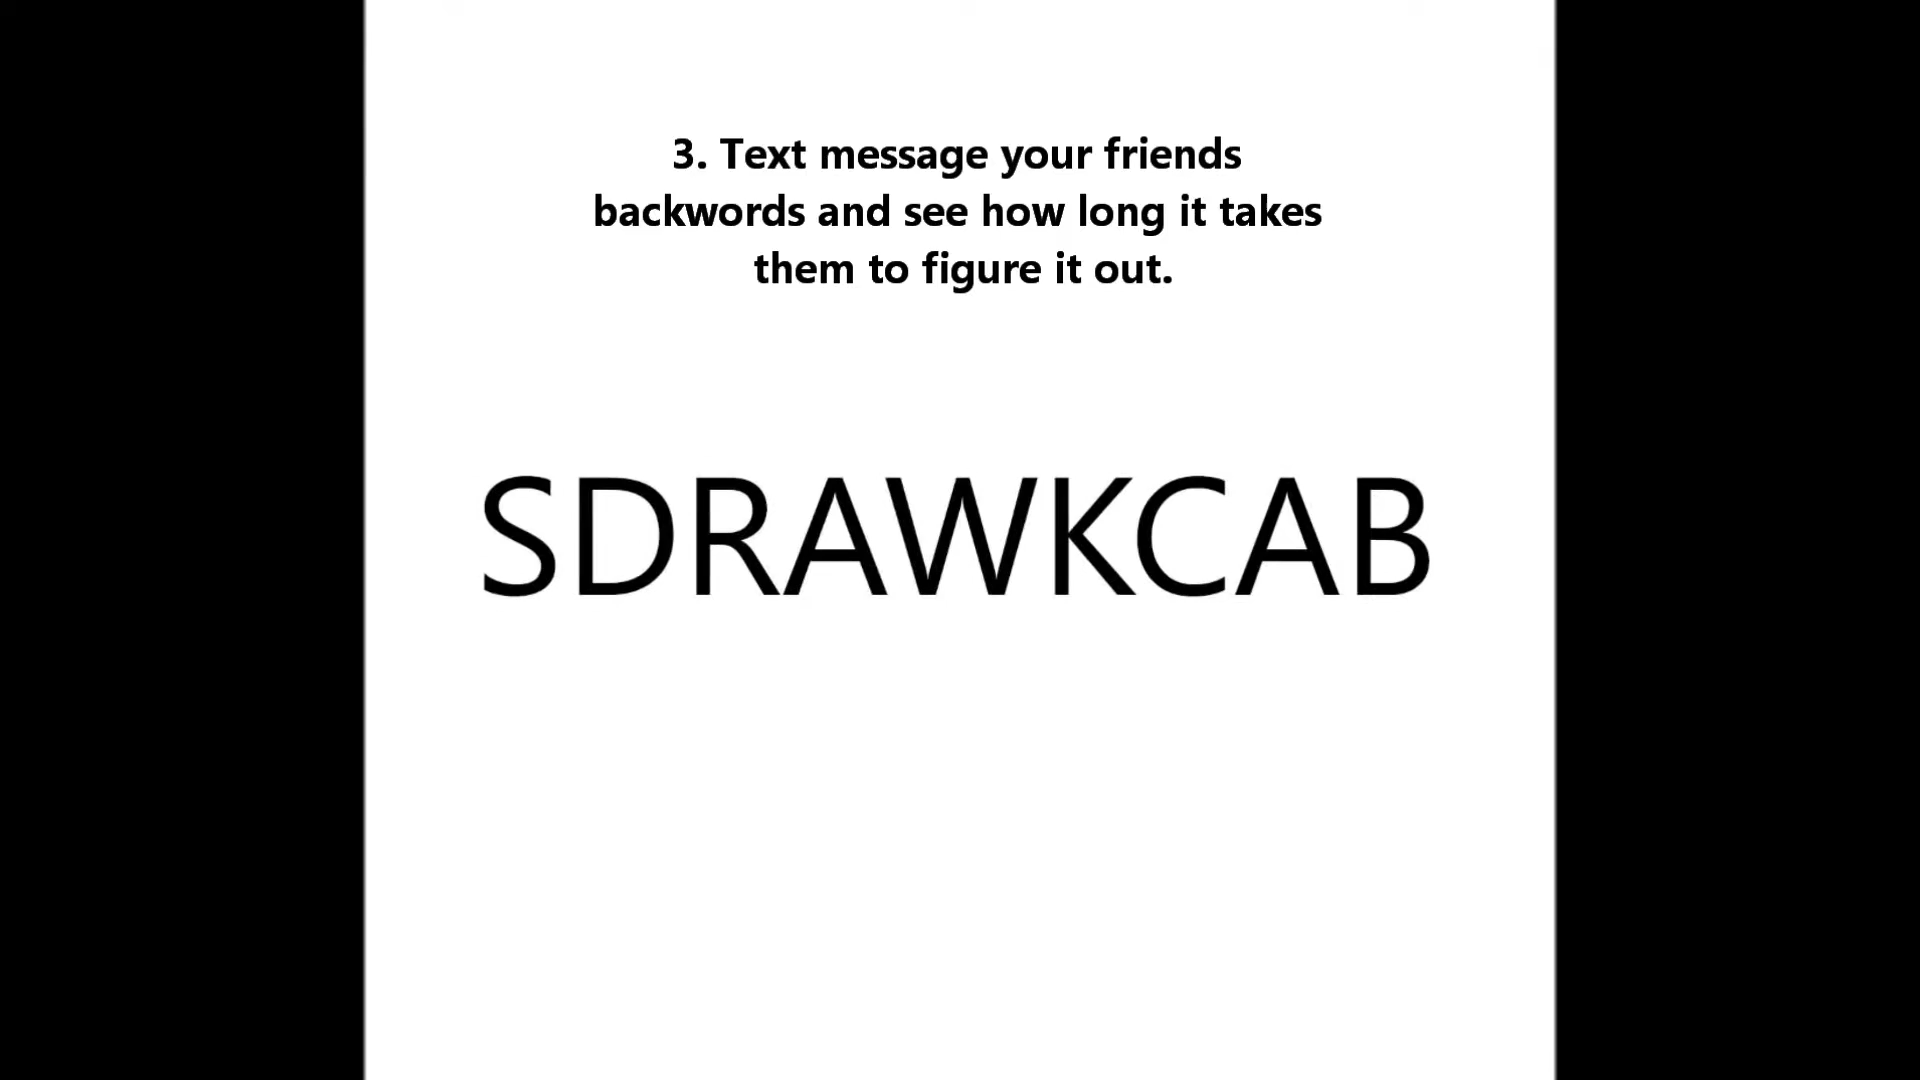 3. Text message your friends
backwords and see how long it takes
them to figure it out.
SDRAWKCAB